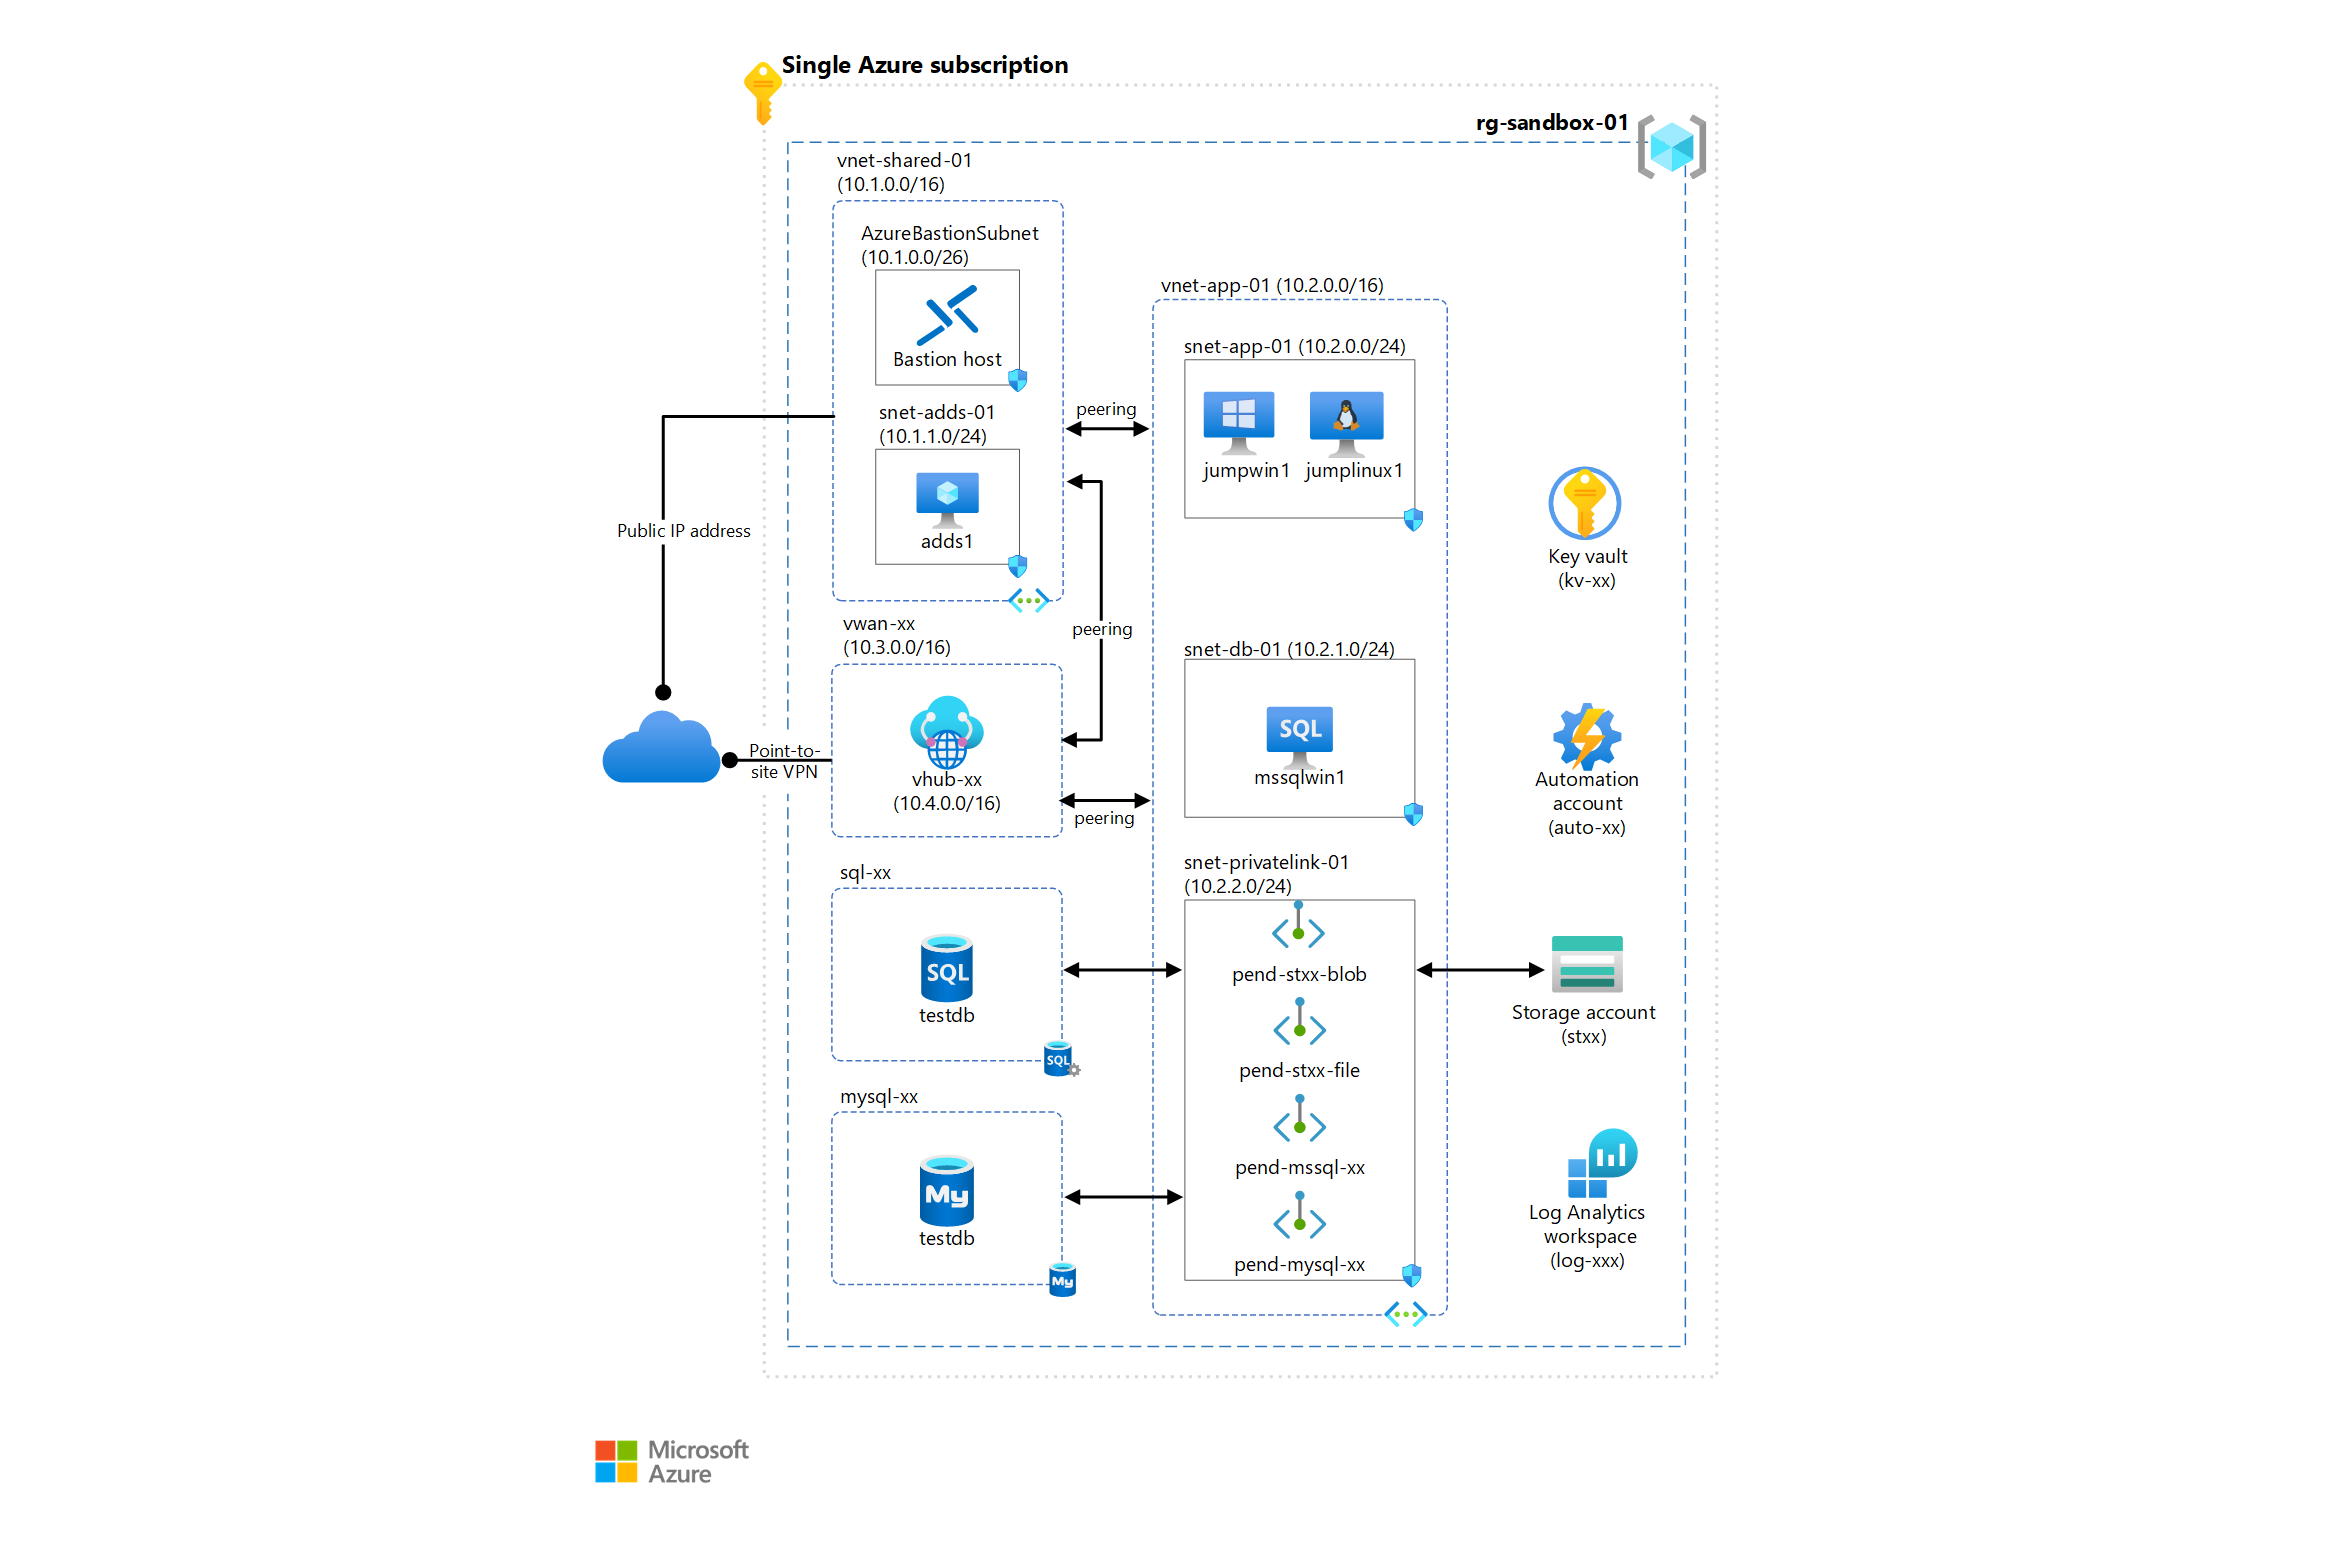 Single Azure subscription
rg-sandbox-01
vnet-shared-01
(10.1.0.0/16)
AzureBastionSubnet
(10.1.0.0/26)
Bastion host
snet-adds-01
(10.1.1.0/24)
adds1
peering
peering
peering
Public IP address
Point-to-
site VPN
vwan-xx
(10.3.0.0/16)
vhub-xx
(10.4.0.0/16)
sql-xx
SQL
testdb
SQL
mysql-xx
My
testdb
My
vnet-app-01 (10.2.0.0/16)
snet-app-01 (10.2.0.0/24)
jumpwin1
jumplinux1
snet-db-01 (10.2.1.0/24)
SQL
mssqlwin1
snet-privatelink-01
(10.2.2.0/24)
pend-stxx-blob
pend-stxx-file
pend-mssql-xx
pend-mysql-xx
Key vault
(kv-xx)
Automation
account
(auto-xx)
Storage account
(stxx)
Log Analytics
workspace
(log-xxx)
Microsoft
Azure